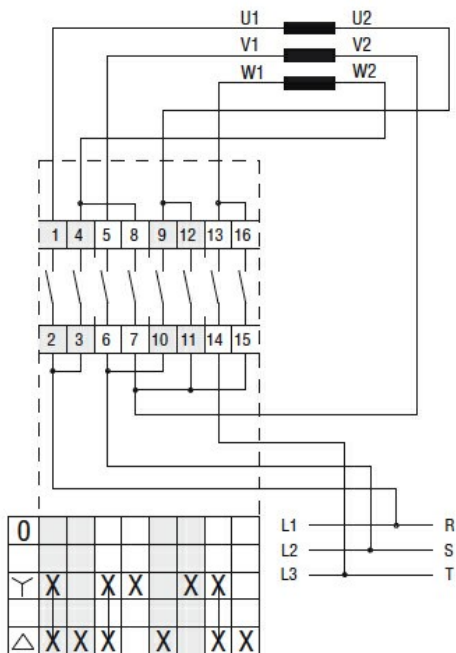 U1 U2
V1 V2
W1 W2
1 4 5 8 9 12 13 16
2 3 6 7 10 11 14 15
L1 R
L2 S
L3 T
0
Y X X X X X
△ X X X X X X